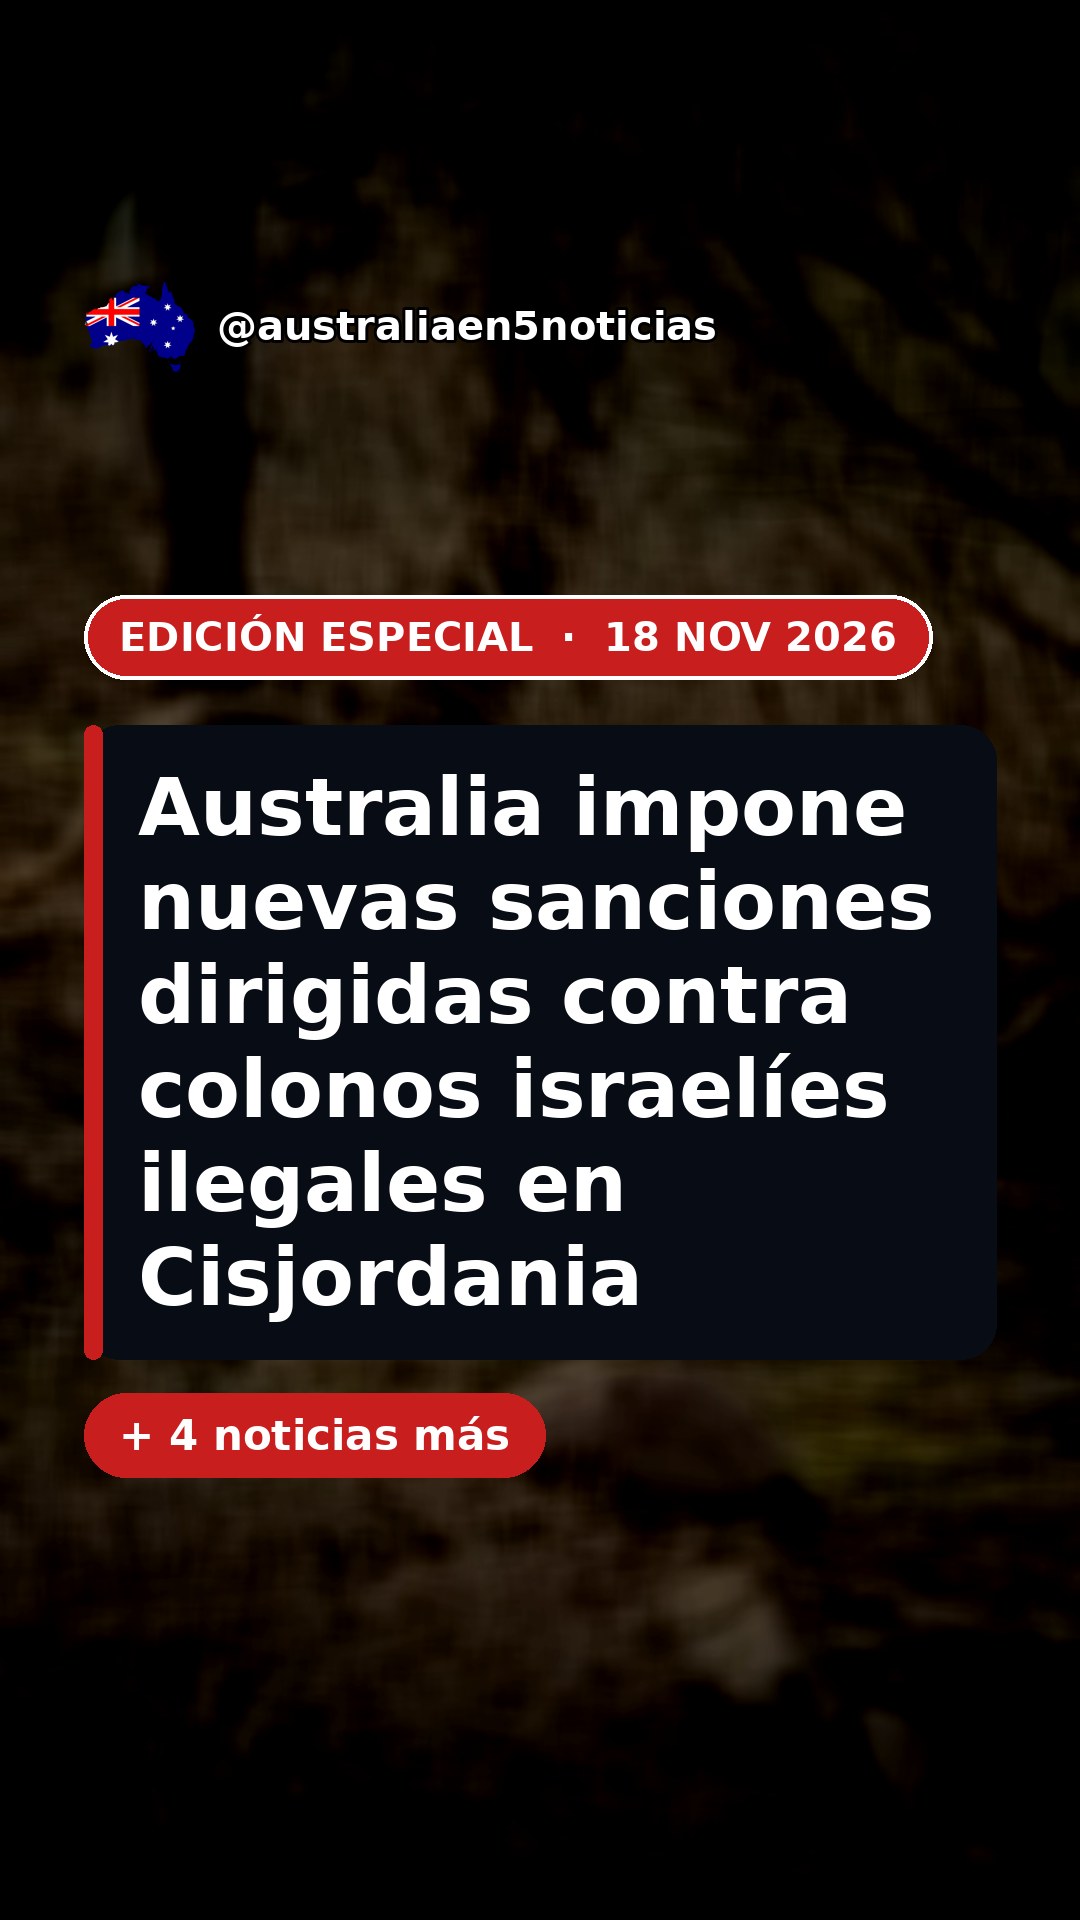 @australiaen5noticias
EDICIÓN ESPECIAL · 18 NOV 2026
Australia impone
nuevas sanciones
dirigidas contra
colonos israelíes
ilegales en
Cisjordania
+ 4 noticias más